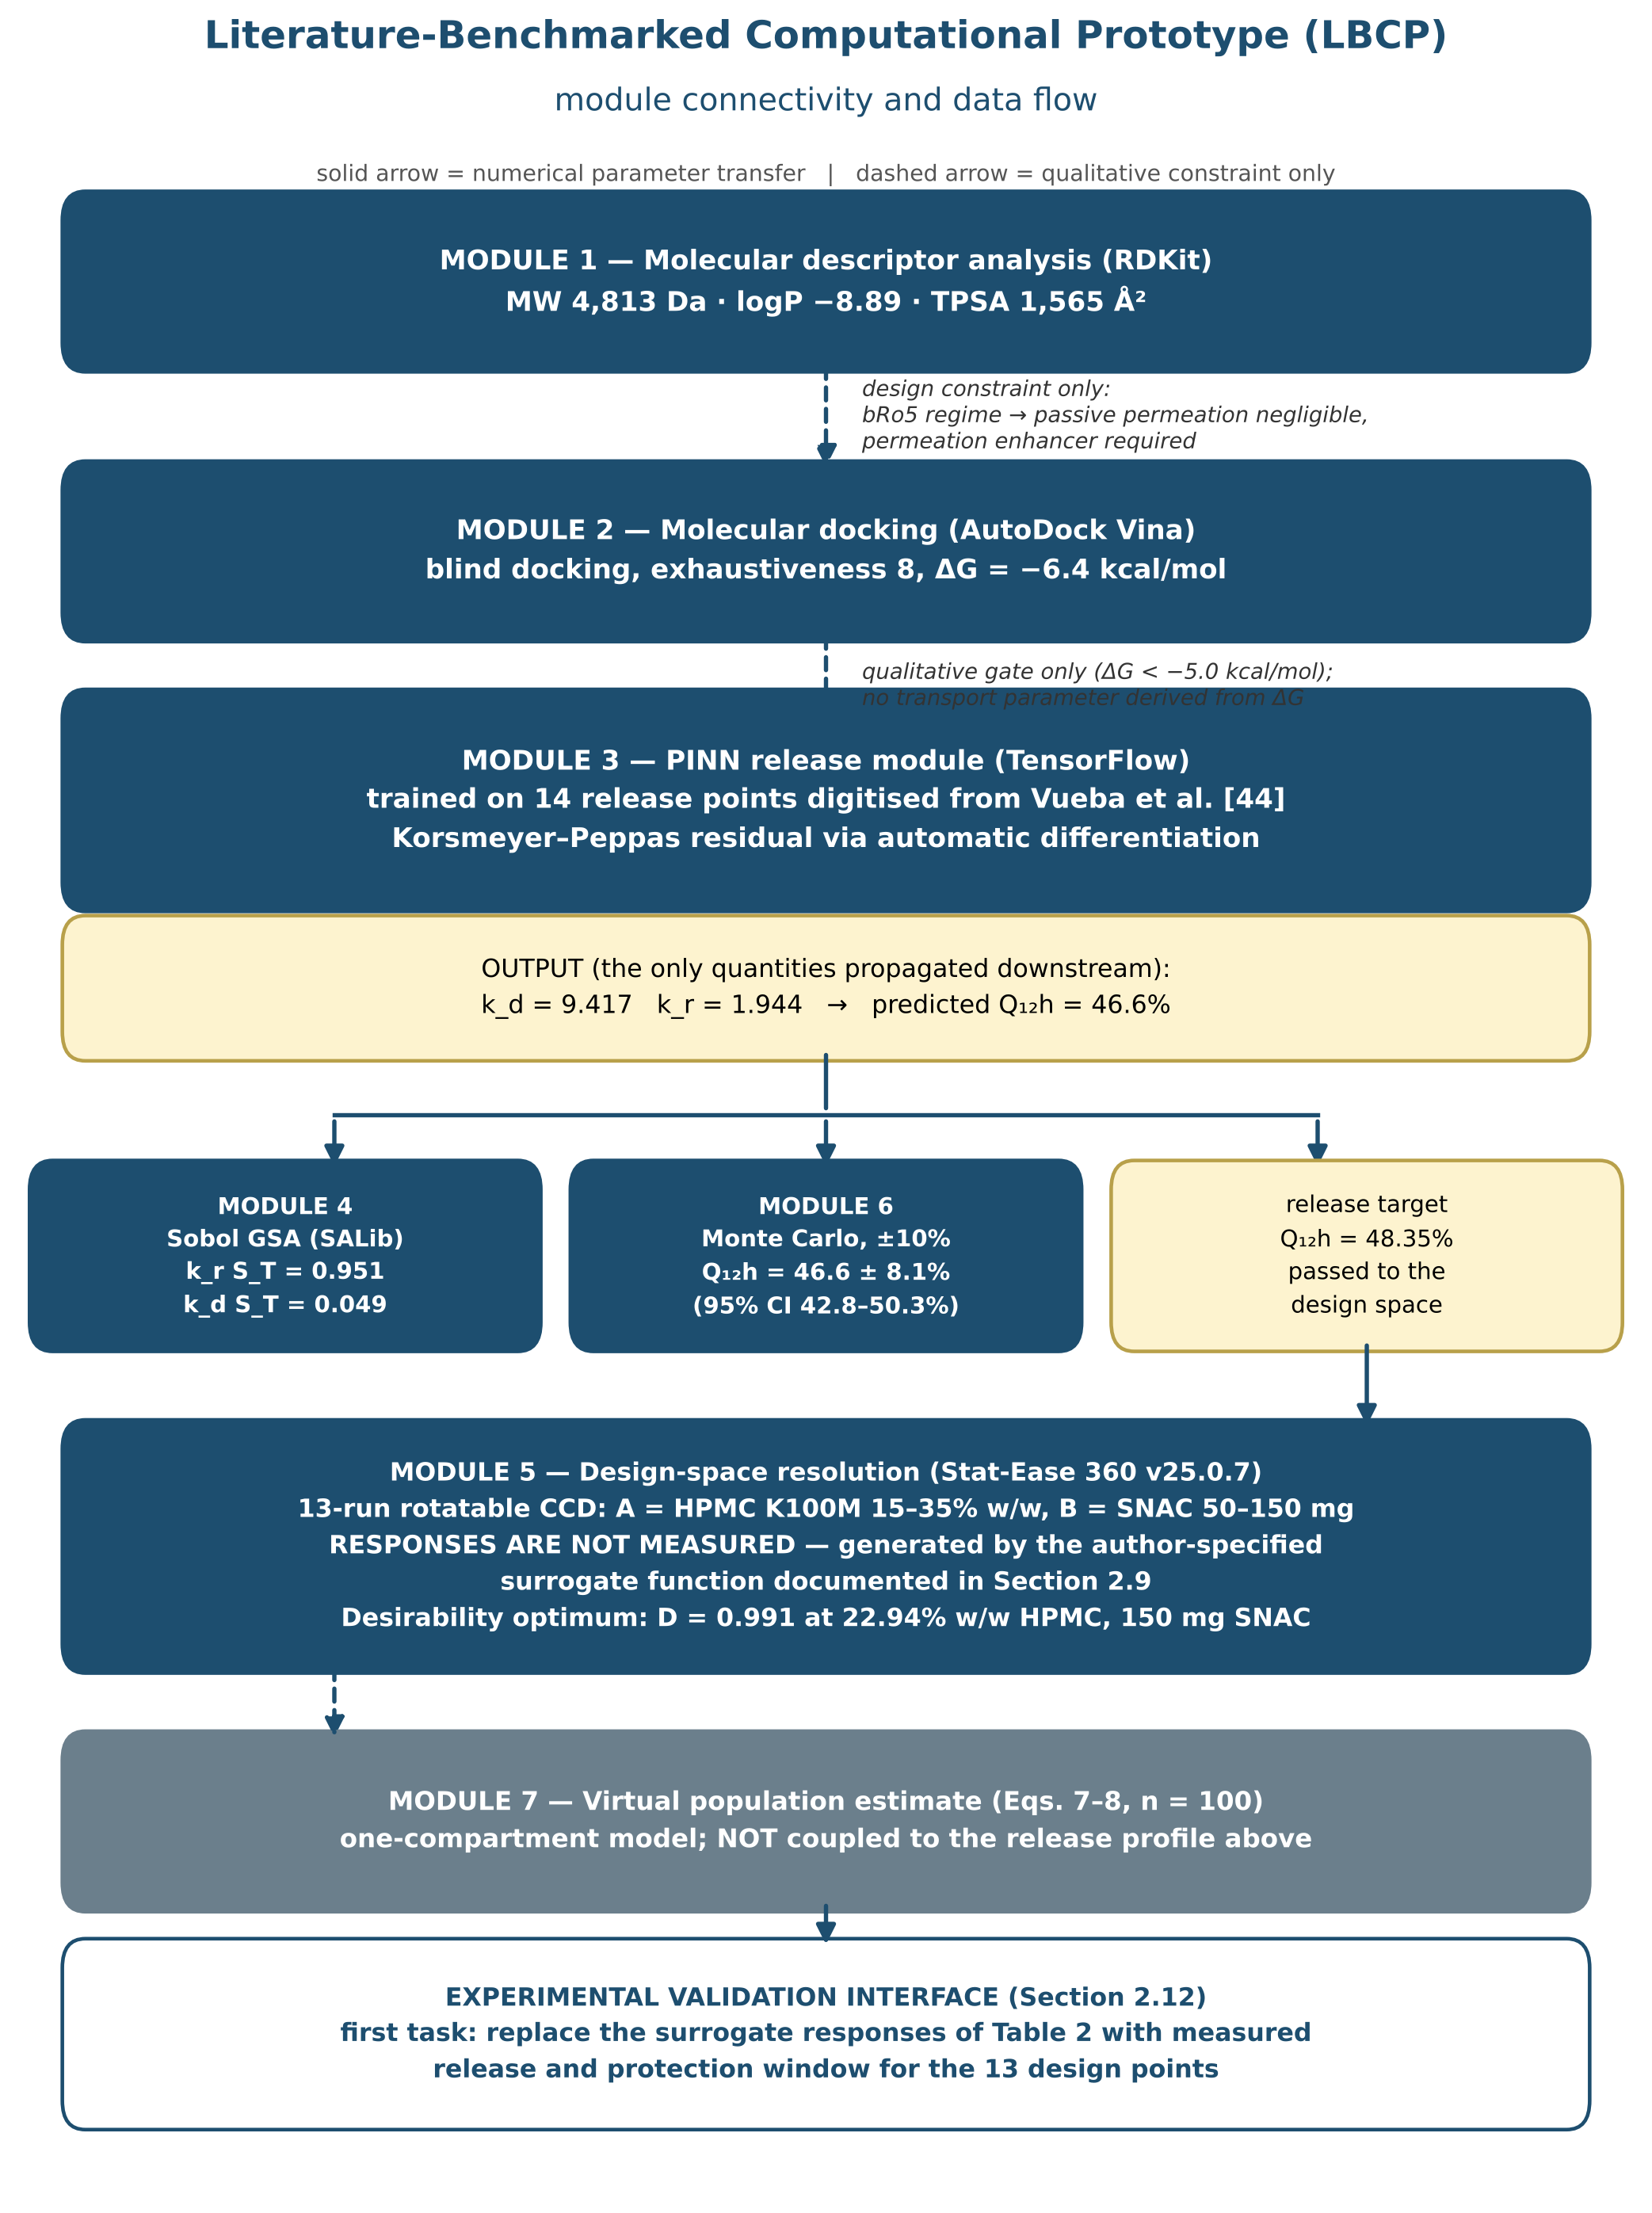 Literature-Benchmarked Computational Prototype (LBCP)
module connectivity and data flow
solid arrow = numerical parameter transfer | dashed arrow = qualitative constraint only
MODULE 1 — Molecular descriptor analysis (RDKit)
MW 4,813 Da · logP −8.89 · TPSA 1,565 Å²
design constraint only:
bRo5 regime → passive permeation negligible,
permeation enhancer required
MODULE 2 — Molecular docking (AutoDock Vina)
blind docking, exhaustiveness 8, ΔG = −6.4 kcal/mol
qualitative gate only (ΔG < −5.0 kcal/mol);
no transport parameter derived from ΔG
MODULE 3 — PINN release module (TensorFlow)
trained on 14 release points digitised from Vueba et al. [44]
Korsmeyer–Peppas residual via automatic differentiation
OUTPUT (the only quantities propagated downstream):
k_d = 9.417 k_r = 1.944 → predicted Q₁₂h = 46.6%
MODULE 4
Sobol GSA (SALib)
k_r S_T = 0.951
k_d S_T = 0.049
MODULE 6
Monte Carlo, ±10%
Q₁₂h = 46.6 ± 8.1%
(95% CI 42.8–50.3%)
release target
Q₁₂h = 48.35%
passed to the
design space
MODULE 5 — Design-space resolution (Stat-Ease 360 v25.0.7)
13-run rotatable CCD: A = HPMC K100M 15–35% w/w, B = SNAC 50–150 mg
RESPONSES ARE NOT MEASURED — generated by the author-specified
surrogate function documented in Section 2.9
Desirability optimum: D = 0.991 at 22.94% w/w HPMC, 150 mg SNAC
MODULE 7 — Virtual population estimate (Eqs. 7–8, n = 100)
one-compartment model; NOT coupled to the release profile above
EXPERIMENTAL VALIDATION INTERFACE (Section 2.12)
first task: replace the surrogate responses of Table 2 with measured
release and protection window for the 13 design points